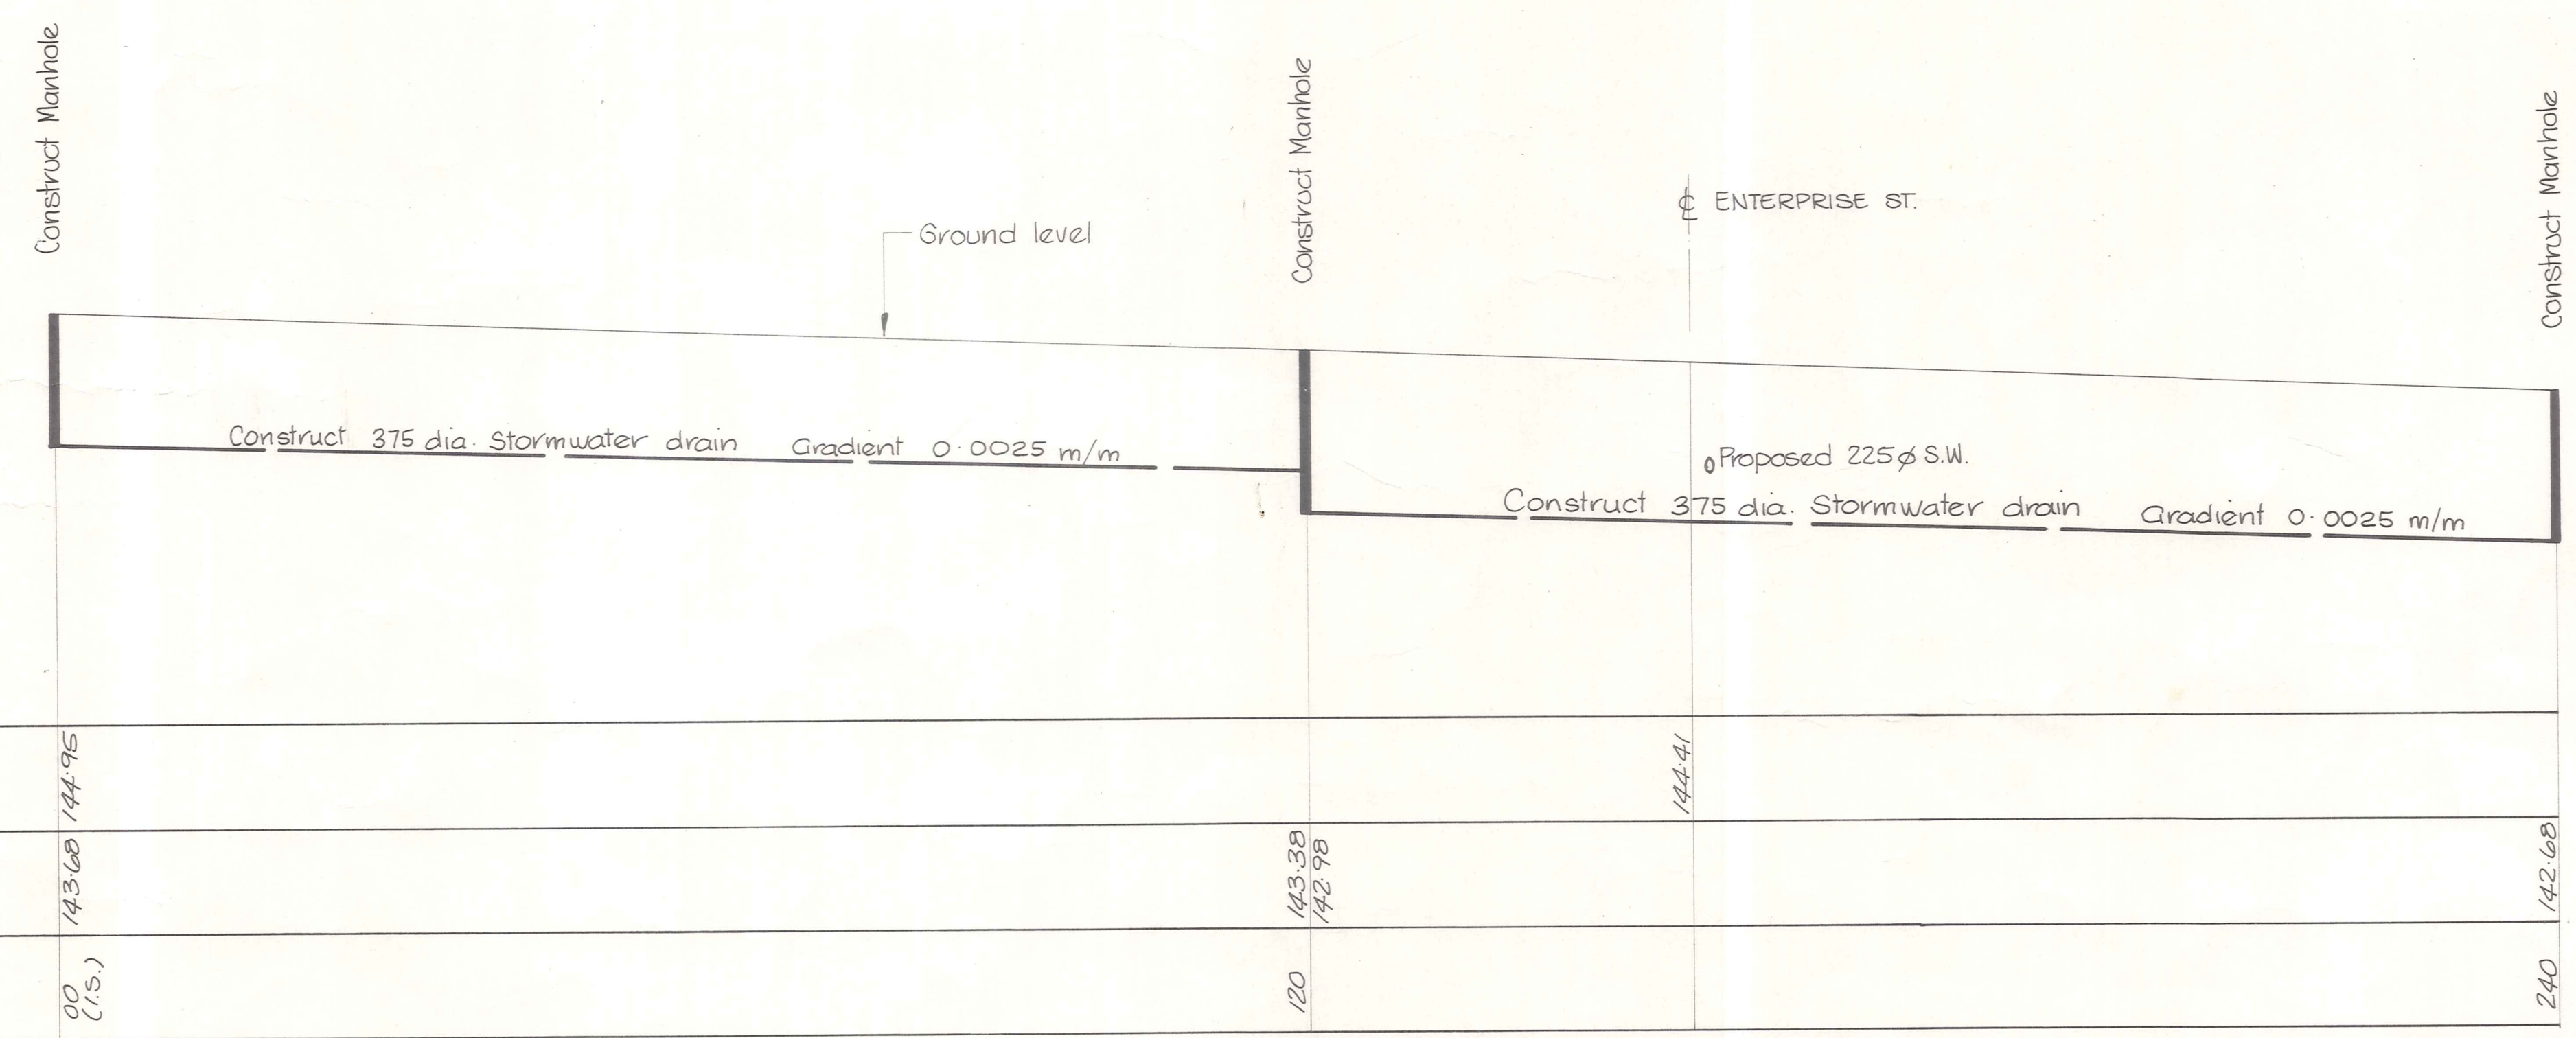 Construct Manhole
Construct Manhole
Construct Manhole
℄ ENTERPRISE ST.
Ground level
Construct 375 dia. Stormwater drain Gradient 0.0025 m/m
Proposed 225ø S.W.
Construct 375 dia. Stormwater drain Gradient 0.0025 m/m
144.95
144.41
143.68
143.38
142.98
142.68
00
(I.S.)
120
240